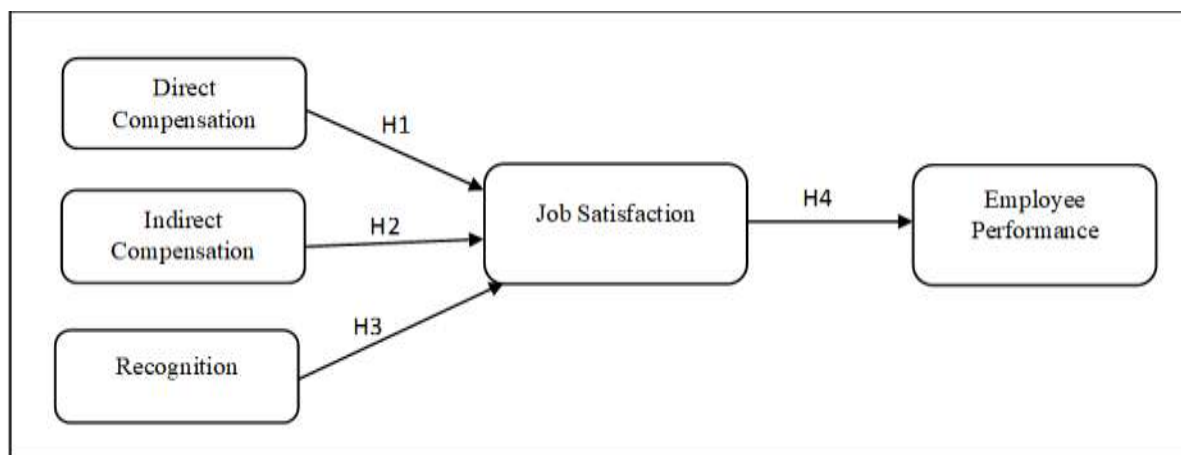 Direct
Compensation
H1
Indirect
Compensation
H2
Recognition
H3
Job Satisfaction
H4
Employee
Performance